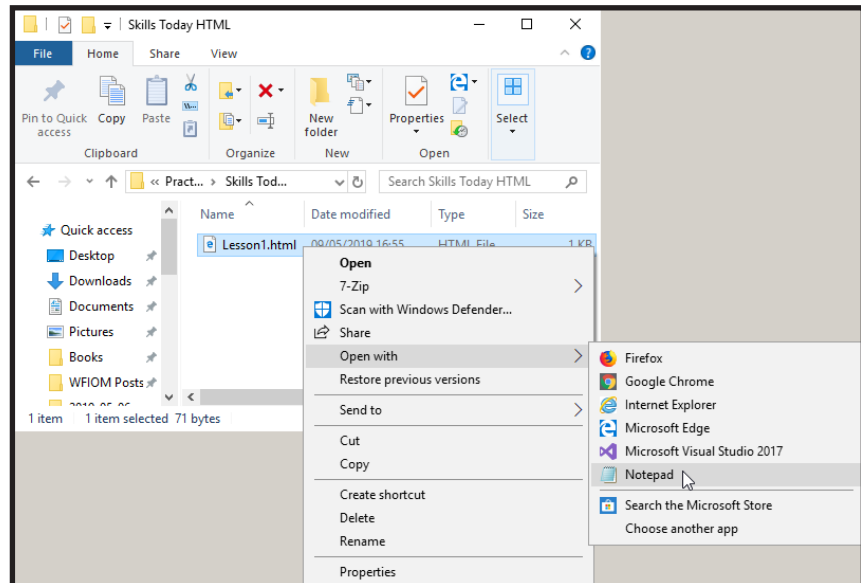 Skills Today HTML
File Home Share View
Pin to Quick access
Copy
Paste
New folder
Properties
Select
Clipboard Organize New Open
« Pract... › Skills Tod...
Search Skills Today HTML
Name Date modified Type Size
Quick access
Lesson1.html 09/05/2019 16:55 HTML File 1 KB
Desktop
Downloads
Documents
Pictures
Books
WFIOM Posts
1 item 1 item selected 71 bytes
Open
7-Zip
Scan with Windows Defender...
Share
Open with
Restore previous versions
Send to
Cut
Copy
Create shortcut
Delete
Rename
Properties
Firefox
Google Chrome
Internet Explorer
Microsoft Edge
Microsoft Visual Studio 2017
Notepad
Search the Microsoft Store
Choose another app